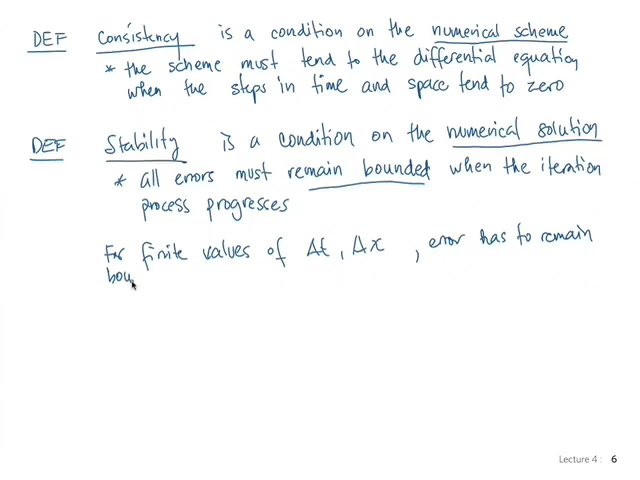 DEF Consistency is a condition on the numerical scheme
* the scheme must tend to the differential equation
when the steps in time and space tend to zero
DEF Stability is a condition on the numerical solution
* all errors must remain bounded when the iteration
process progresces
For finite values of Δt, Δx, error has to remain
bou
Lecture 4 : 6